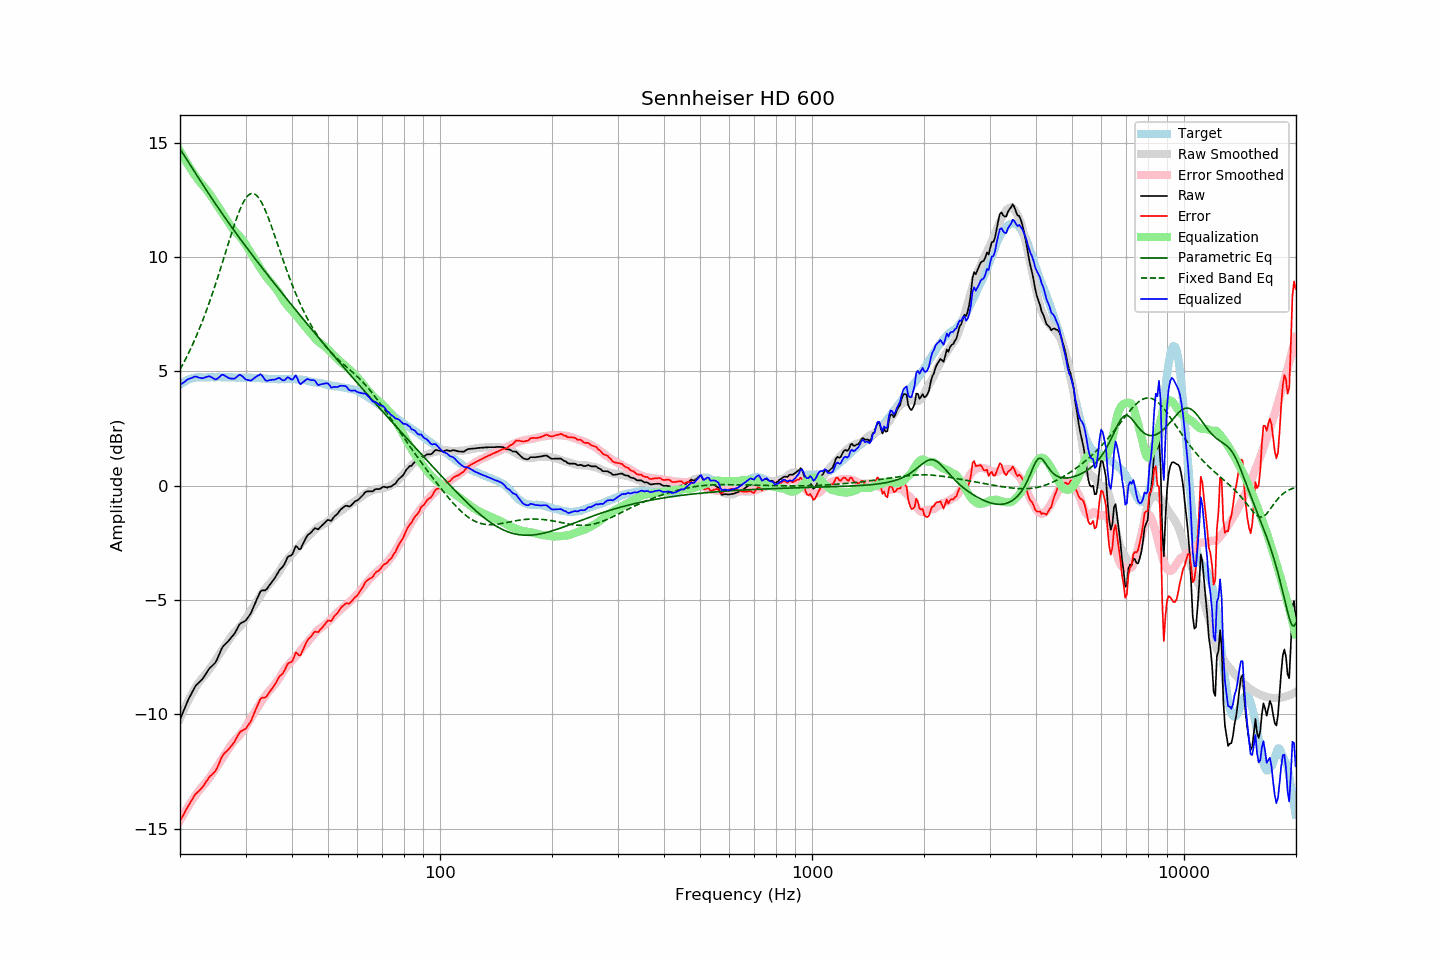 Sennheiser HD 600
Amplitude (dBr)
15
10
5
0
−5
−10
−15
Target
Raw Smoothed
Error Smoothed
Raw
Error
Equalization
Parametric Eq
Fixed Band Eq
Equalized
100
1000
10000
Frequency (Hz)